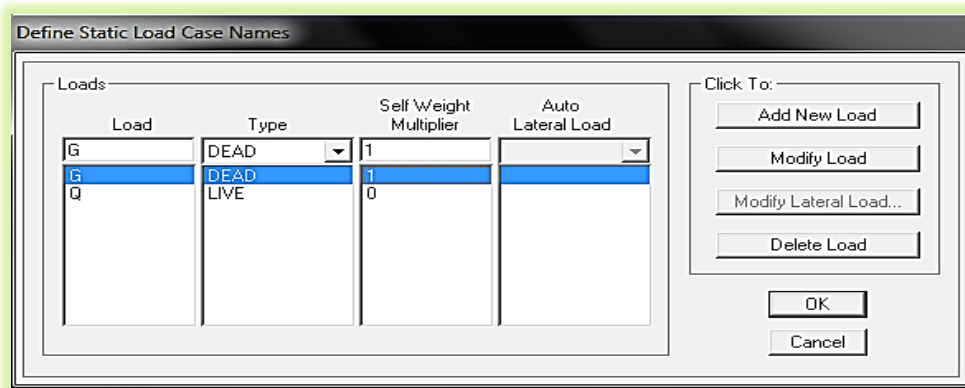 Define Static Load Case Names
Loads
Click To:
Load Type Self Weight Multiplier Auto Lateral Load
G DEAD 1
G DEAD 1
Q LIVE 0
Add New Load
Modify Load
Modify Lateral Load...
Delete Load
OK
Cancel